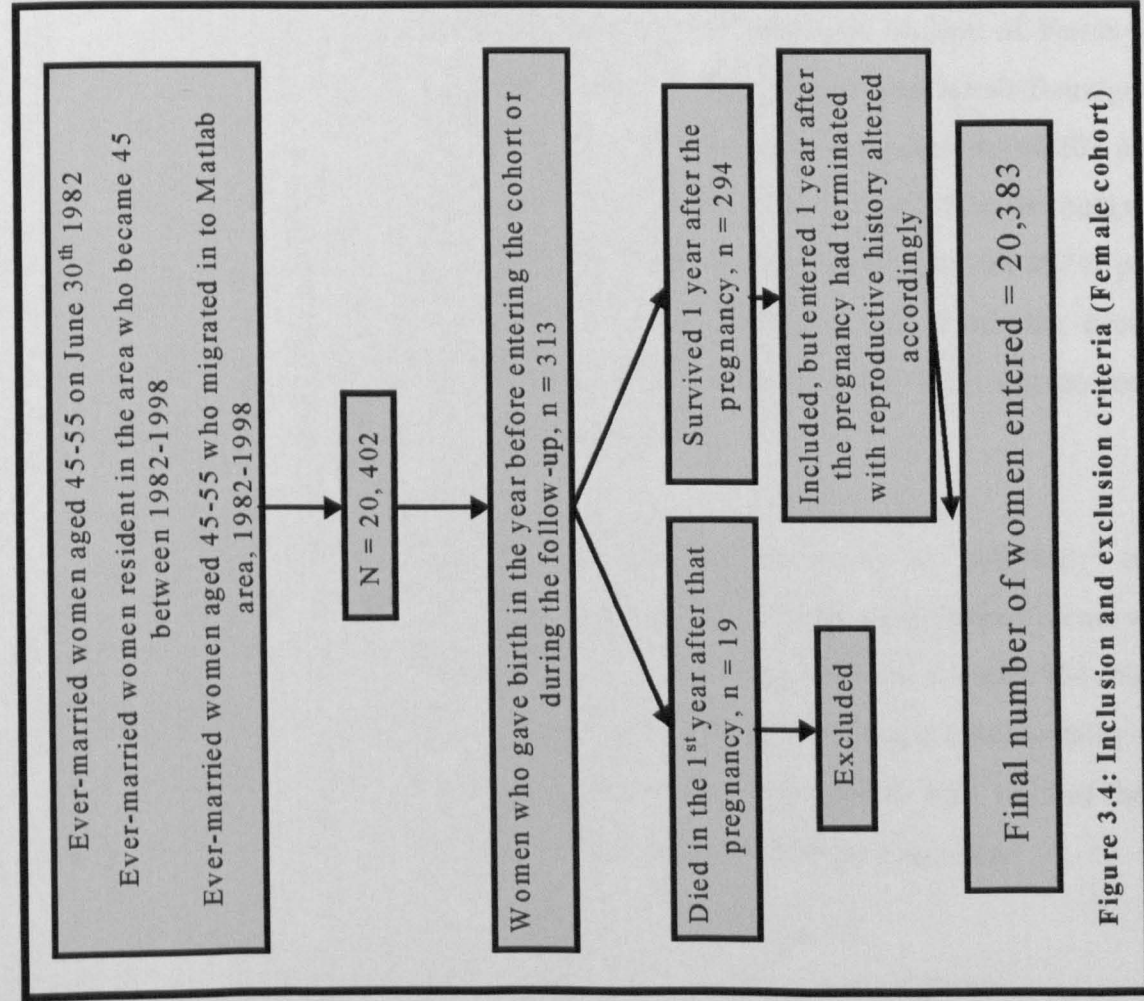 Ever-married women aged 45-55 on June 30th 1982
Ever-married women resident in the area who became 45
between 1982-1998
Ever-married women aged 45-55 who migrated in to Matlab
area, 1982-1998
N = 20, 402
Women who gave birth in the year before entering the cohort or
during the follow-up, n = 313
Died in the 1st year after that
pregnancy, n = 19
Survived 1 year after the
pregnancy, n = 294
Excluded
Included, but entered 1 year after
the pregnancy had terminated
with reproductive history altered
accordingly
Final number of women entered = 20,383
Figure 3.4: Inclusion and exclusion criteria (Female cohort)